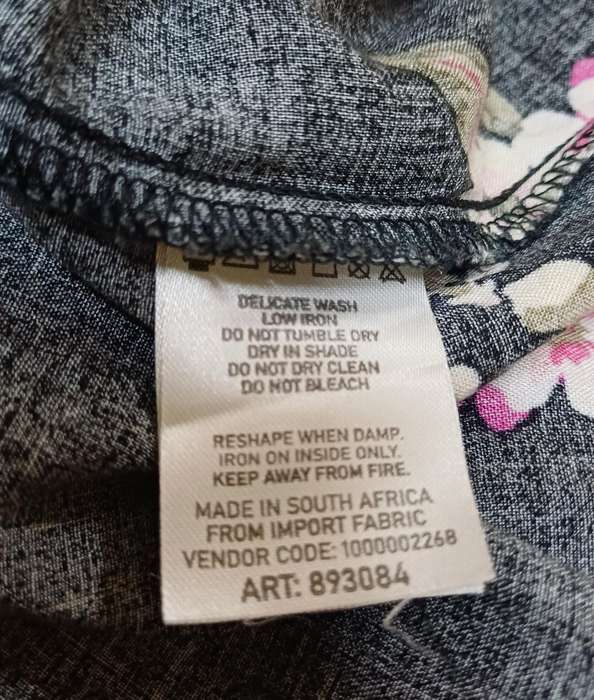 DELICATE WASH
LOW IRON
DO NOT TUMBLE DRY
DRY IN SHADE
DO NOT DRY CLEAN
DO NOT BLEACH
RESHAPE WHEN DAMP.
IRON ON INSIDE ONLY.
KEEP AWAY FROM FIRE.
MADE IN SOUTH AFRICA
FROM IMPORT FABRIC
VENDOR CODE: 1000002268
ART: 893084